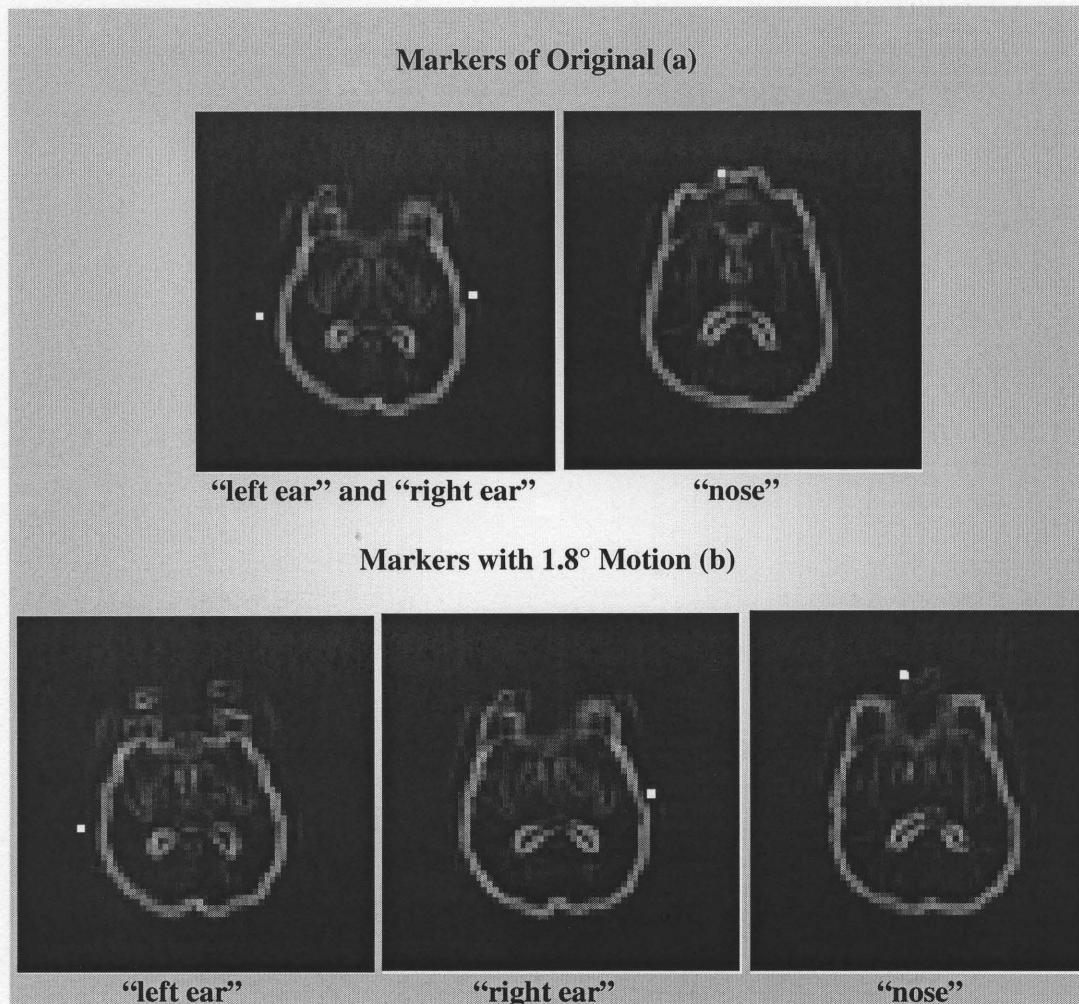 Markers of Original (a)
“left ear” and “right ear”
“nose”
Markers with 1.8° Motion (b)
“left ear”
“right ear”
“nose”